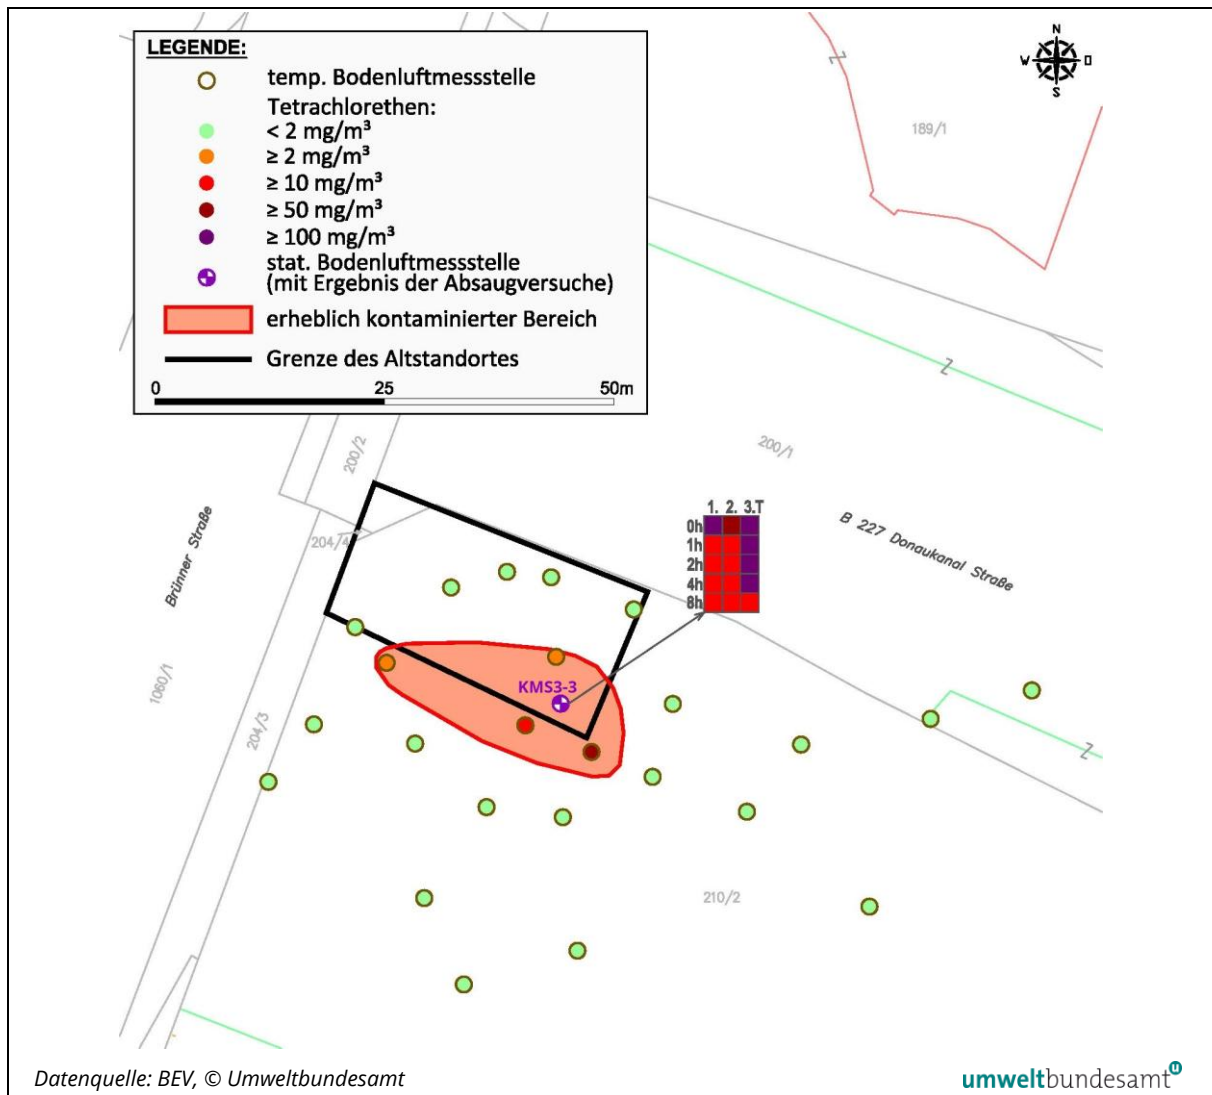 LEGENDE:
temp. Bodenluftmessstelle
Tetrachlorethen:
< 2 mg/m³
≥ 2 mg/m³
≥ 10 mg/m³
≥ 50 mg/m³
≥ 100 mg/m³
stat. Bodenluftmessstelle
(mit Ergebnis der Absaugversuche)
erheblich kontaminierter Bereich
Grenze des Altstandortes
0 25 50m
N
W O
S
Z
189/1
Z
200/2
200/1
Brünner Straße
204/4
1. 2. 3.T
0h
1h
2h
4h
8h
B 227 Donaukanal Straße
1060/1
KMS3-3
204/3
Z
210/2
Datenquelle: BEV, © Umweltbundesamt
umweltbundesamt u